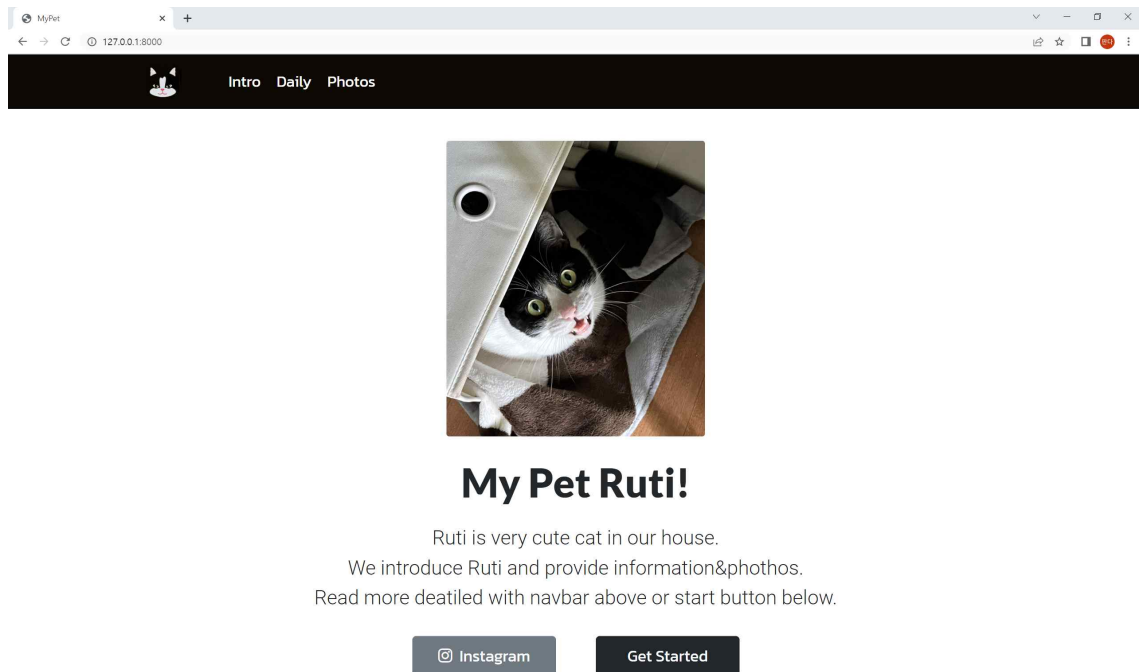 MyPet
127.0.0.1:8000
Intro Daily Photos
My Pet Ruti!
Ruti is very cute cat in our house.
We introduce Ruti and provide information&phothos.
Read more deatiled with navbar above or start button below.
Instagram
Get Started